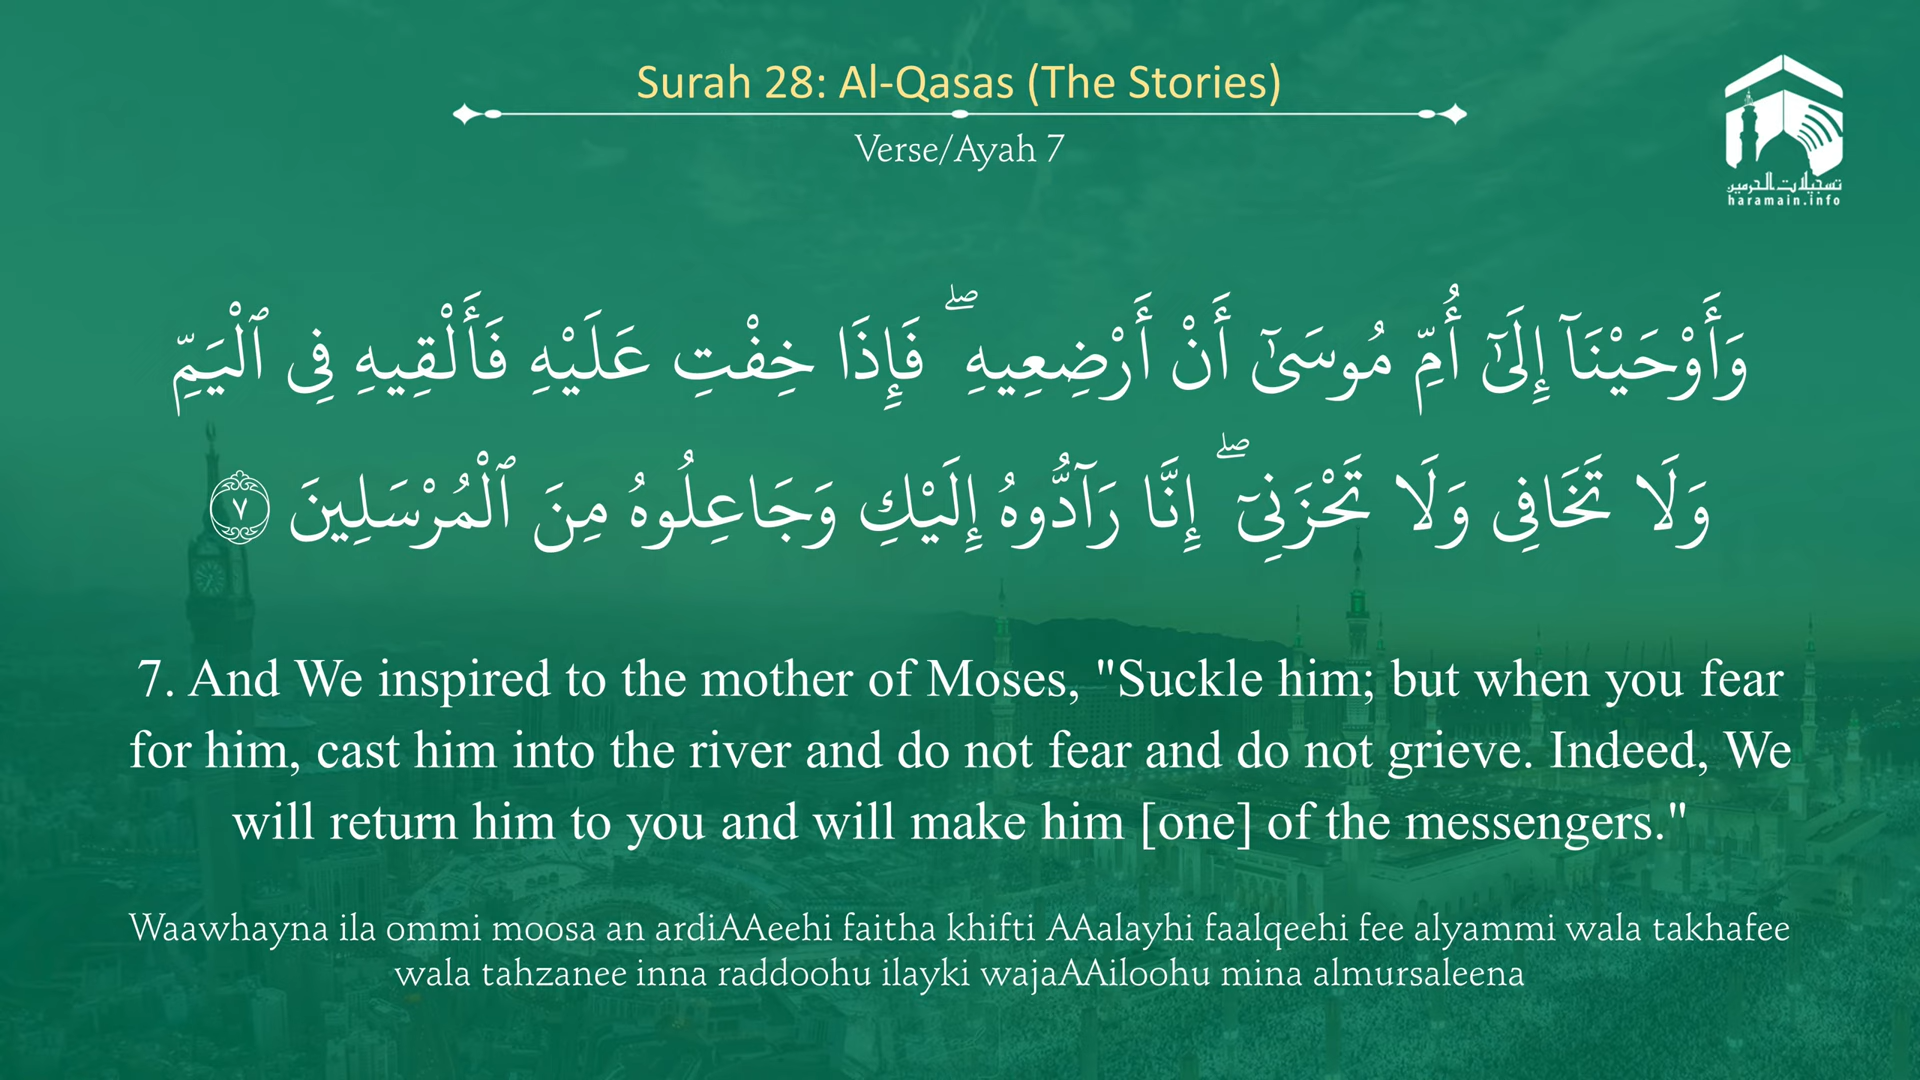 Surah 28: Al-Qasas (The Stories)
Verse/Ayah 7
تسجيلات الحرمين
haramain.info
وَأَوْحَيْنَآ إِلَىٰٓ أُمِّ مُوسَىٰٓ أَنْ أَرْضِعِيهِ ۖ فَإِذَا خِفْتِ عَلَيْهِ فَأَلْقِيهِ فِى ٱلْيَمِّ
وَلَا تَخَافِى وَلَا تَحْزَنِىٓ ۖ إِنَّا رَآدُّوهُ إِلَيْكِ وَجَاعِلُوهُ مِنَ ٱلْمُرْسَلِينَ ٧
7. And We inspired to the mother of Moses, "Suckle him; but when you fear
for him, cast him into the river and do not fear and do not grieve. Indeed, We
will return him to you and will make him [one] of the messengers."
Waawhayna ila ommi moosa an ardiAAeehi faitha khifti AAalayhi faalqeehi fee alyammi wala takhafee
wala tahzanee inna raddoohu ilayki wajaAAiloohu mina almursaleena